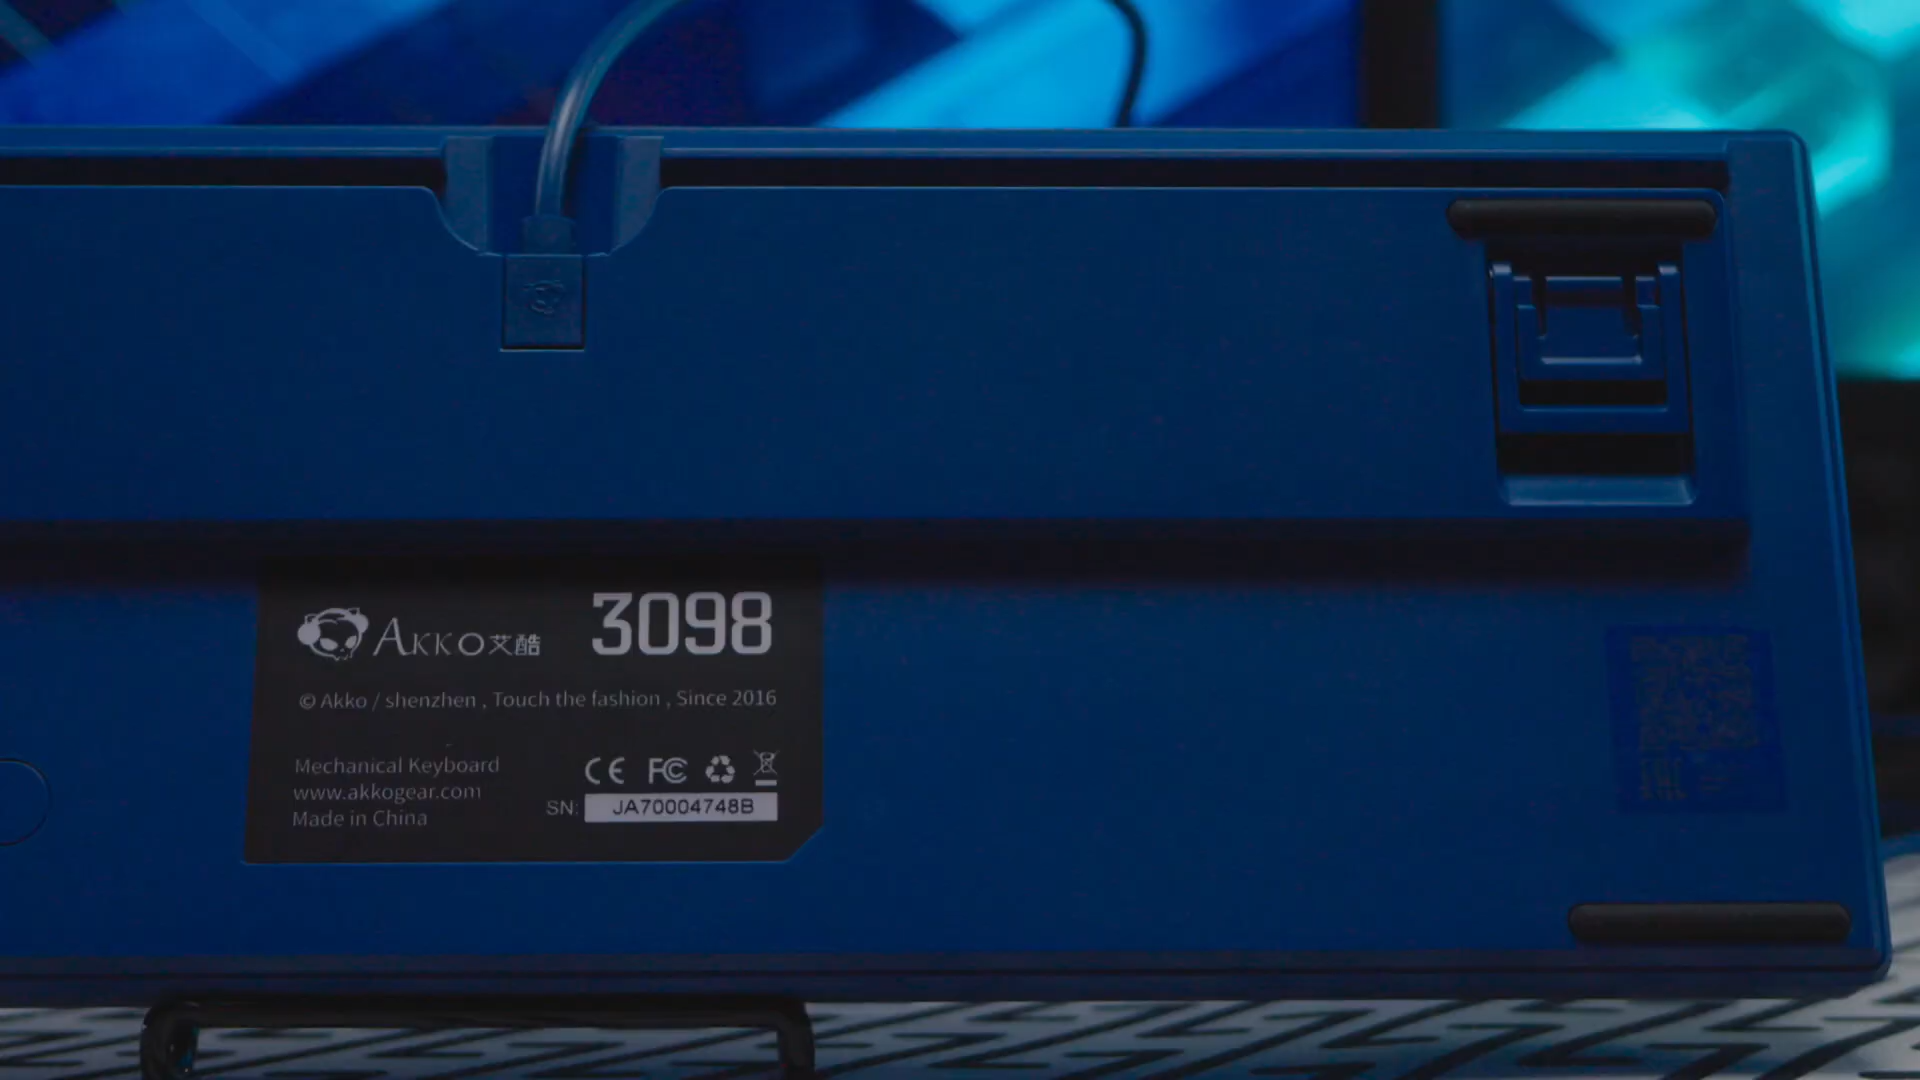 AKKO艾酷 3098
© Akko / shenzhen , Touch the fashion , Since 2016
Mechanical Keyboard
www.akkogear.com
Made in China
CE FC
SN: JA70004748B